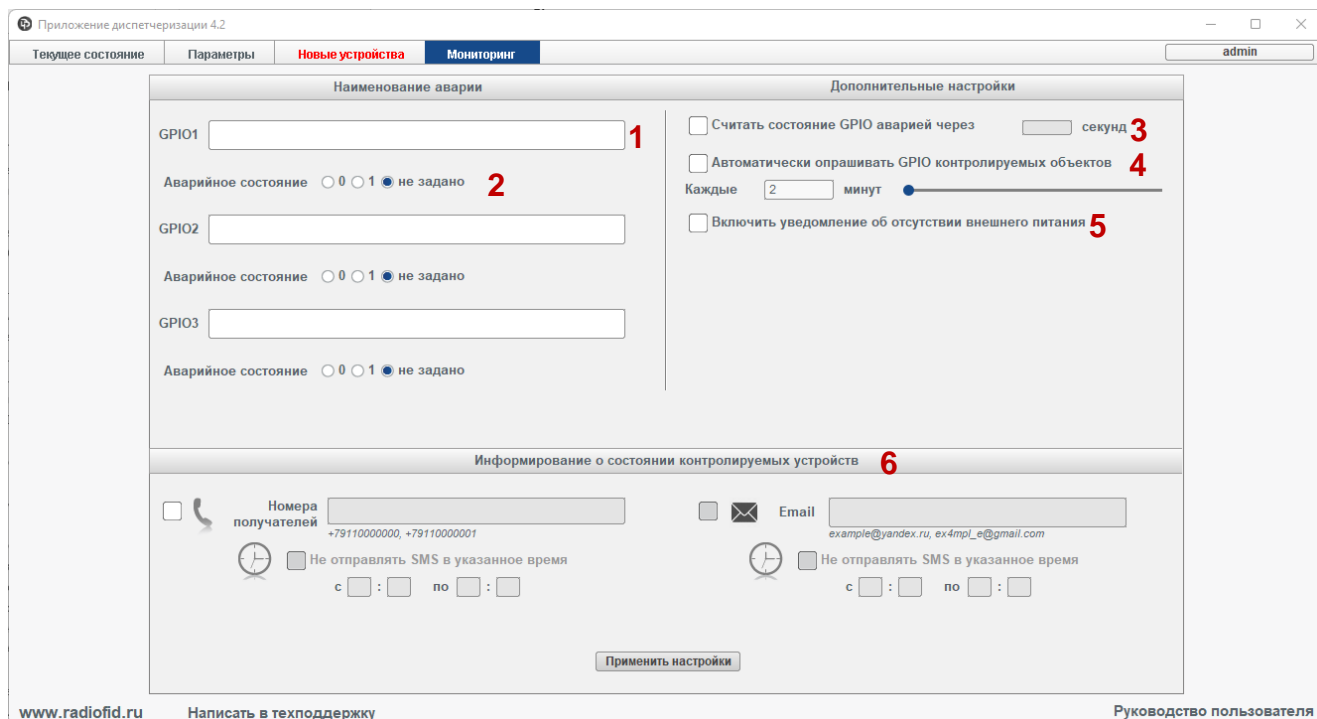 Приложение диспетчеризации 4.2
Текущее состояние Параметры Новые устройства Мониторинг admin
Наименование аварии Дополнительные настройки
GPIO1 1
Считать состояние GPIO аварией через секунд 3
Автоматически опрашивать GPIO контролируемых объектов 4
Аварийное состояние 0 1 не задано 2
Каждые 2 минут
GPIO2
Включить уведомление об отсутствии внешнего питания 5
Аварийное состояние 0 1 не задано
GPIO3
Аварийное состояние 0 1 не задано
Информирование о состоянии контролируемых устройств 6
Номера
получателей
+79110000000, +79110000001
Не отправлять SMS в указанное время
с : по :
Email
example@yandex.ru, ex4mpl_e@gmail.com
Не отправлять SMS в указанное время
с : по :
Применить настройки
www.radiofid.ru Написать в техподдержку Руководство пользователя